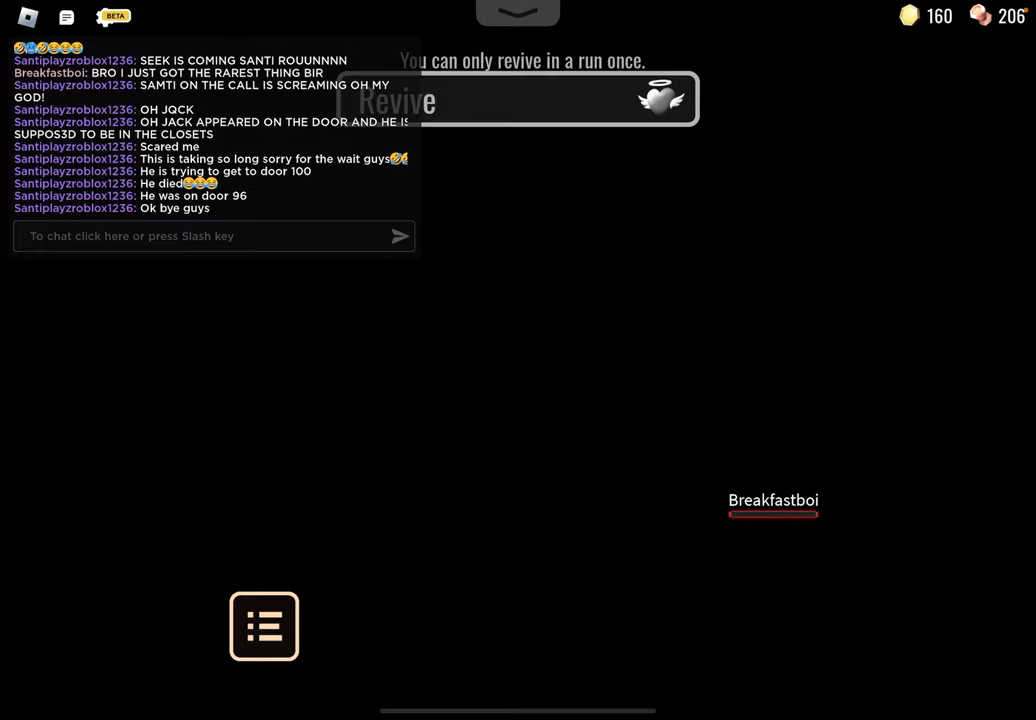 BETA
160
206
You can only revive in a run once.
Revive
Santiplayzroblox1236: SEEK IS COMING SANTI ROUUNNNN
Breakfastboi: BRO I JUST GOT THE RAREST THING BIR
Santiplayzroblox1236: SAMTI ON THE CALL IS SCREAMING OH MY
GOD!
Santiplayzroblox1236: OH JQCK
Santiplayzroblox1236: OH JACK APPEARED ON THE DOOR AND HE IS
SUPPOS3D TO BE IN THE CLOSETS
Santiplayzroblox1236: Scared me
Santiplayzroblox1236: This is taking so long sorry for the wait guys
Santiplayzroblox1236: He is trying to get to door 100
Santiplayzroblox1236: He died
Santiplayzroblox1236: He was on door 96
Santiplayzroblox1236: Ok bye guys
To chat click here or press Slash key
Breakfastboi